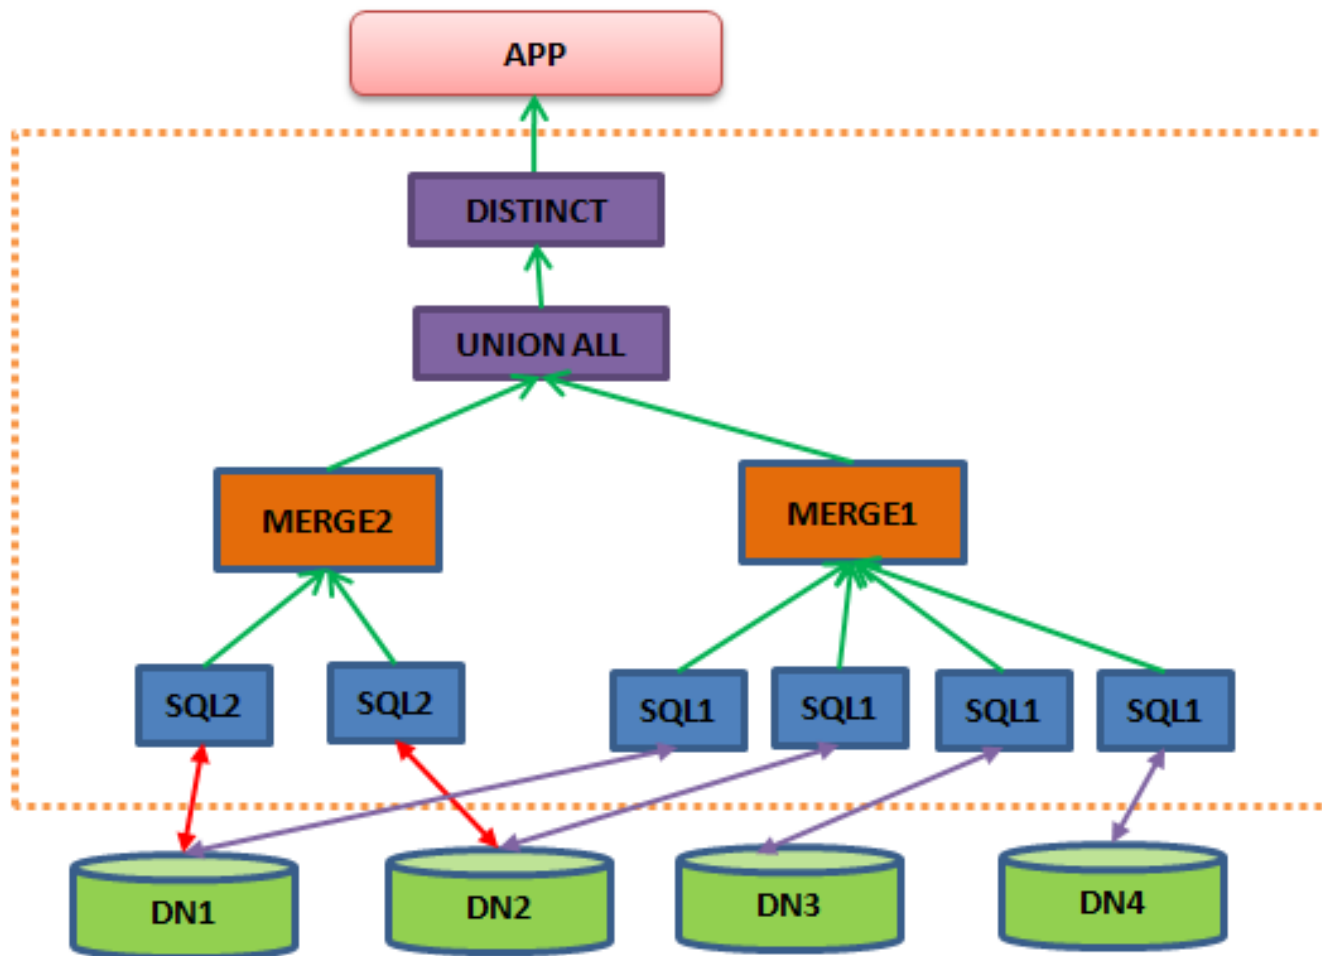 APP
DISTINCT
UNION ALL
MERGE2
MERGE1
SQL2
SQL2
SQL1
SQL1
SQL1
SQL1
DN1
DN2
DN3
DN4